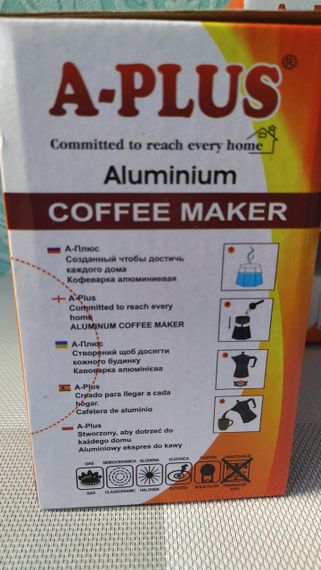 A-PLUS®
Committed to reach every home
Aluminium
COFFEE MAKER
А-Плюс
Созданный чтобы достичь
каждого дома
Кофеварка алюминиевая
A-Plus
Committed to reach every
home
ALUMINUM COFFEE MAKER
А-Плюс
Створений щоб досягти
кожного будинку
Кавоварка алюмінієва
A-Plus
Creado para llegar a cada
hogar.
Cafetera de aluminio
A-Plus
Stworzony, aby dotrzeć do
każdego domu
Aluminiowy ekspres do kawy
GAS
GAS HALOGEN